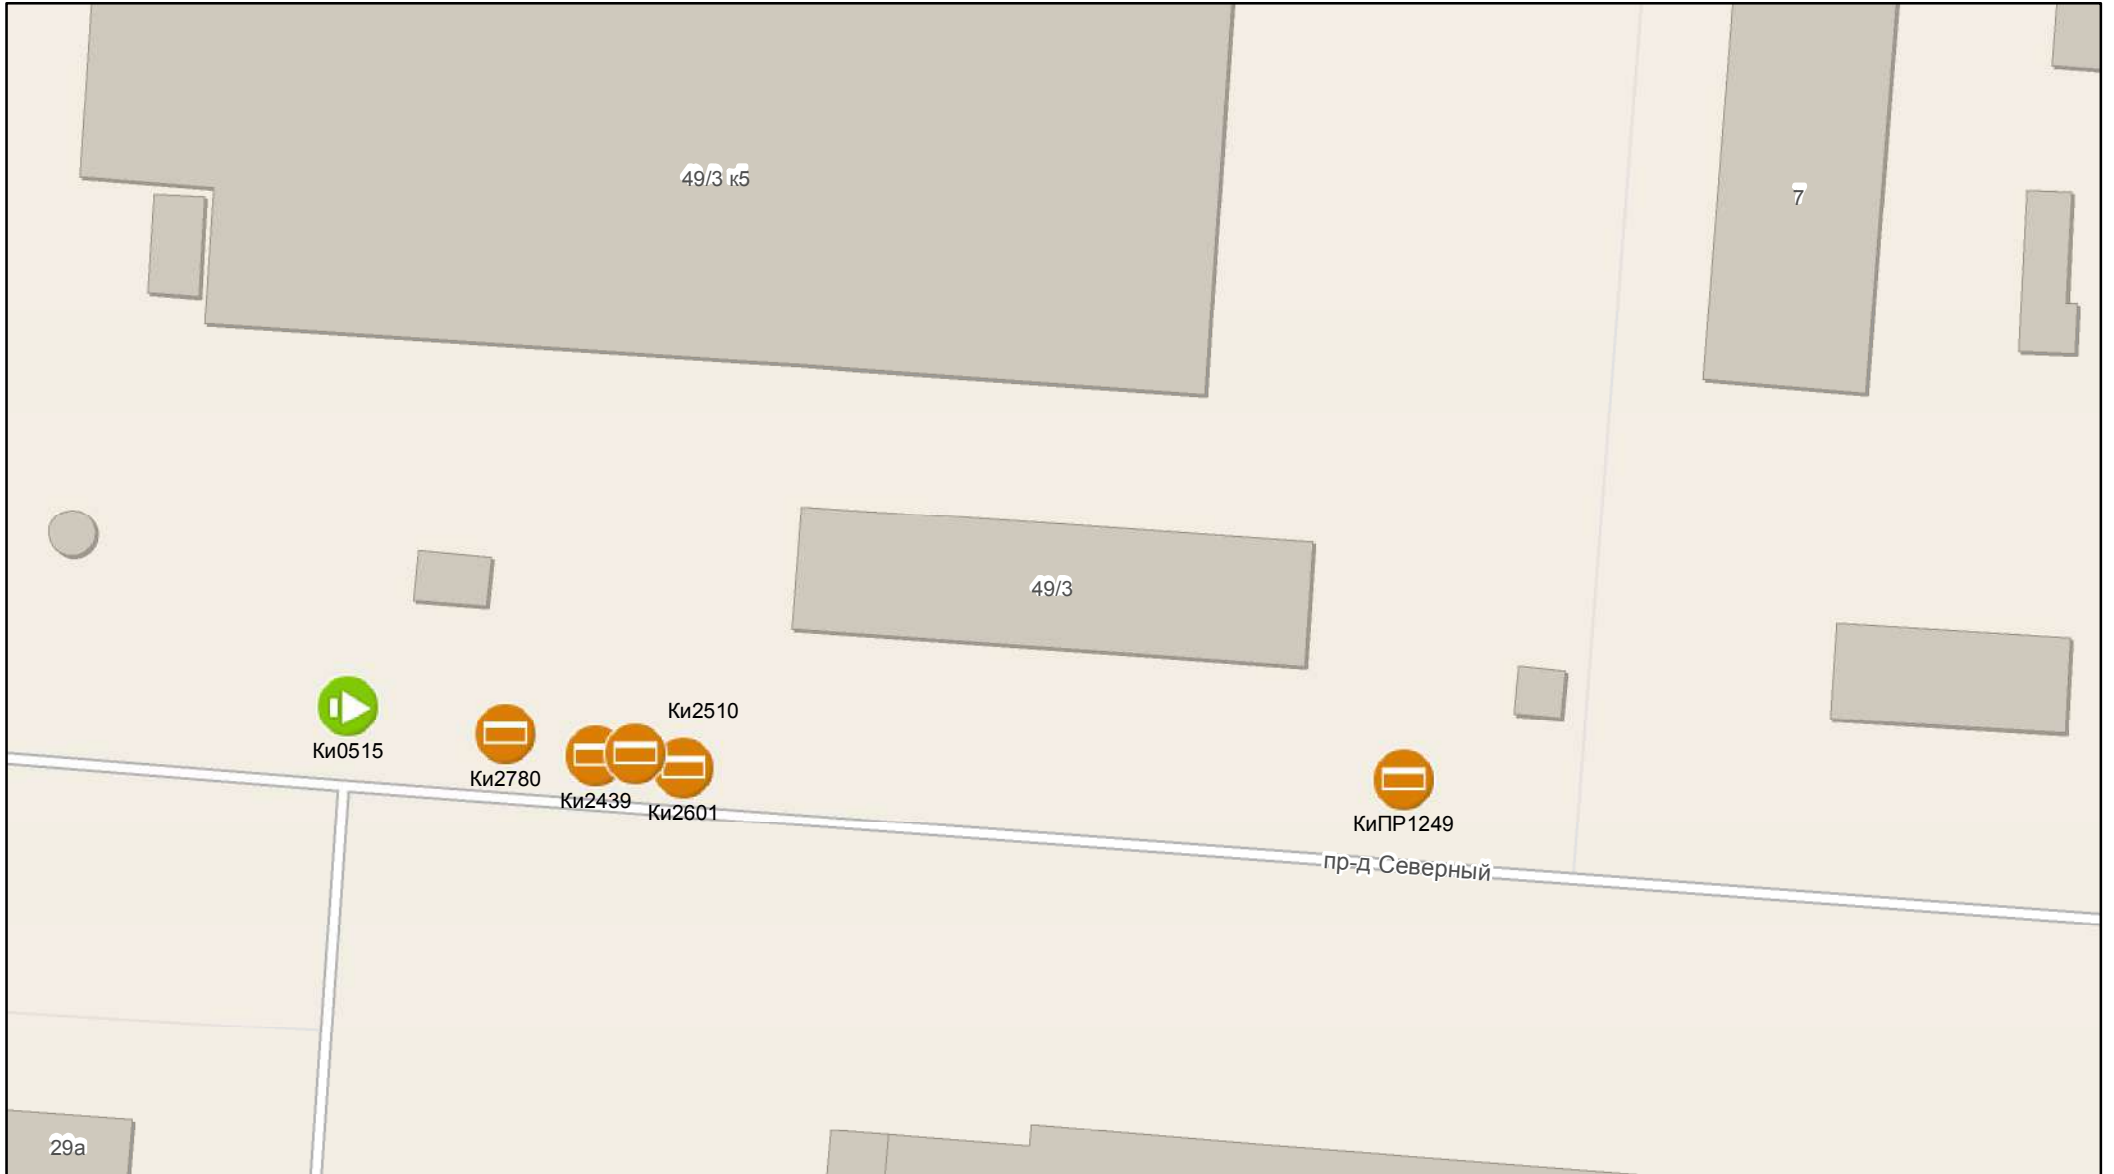 49/3 к5
7
49/3
Ки2510
Ки0515
Ки2780
Ки2439
Ки2601
КиПР1249
пр-д Северный
29а